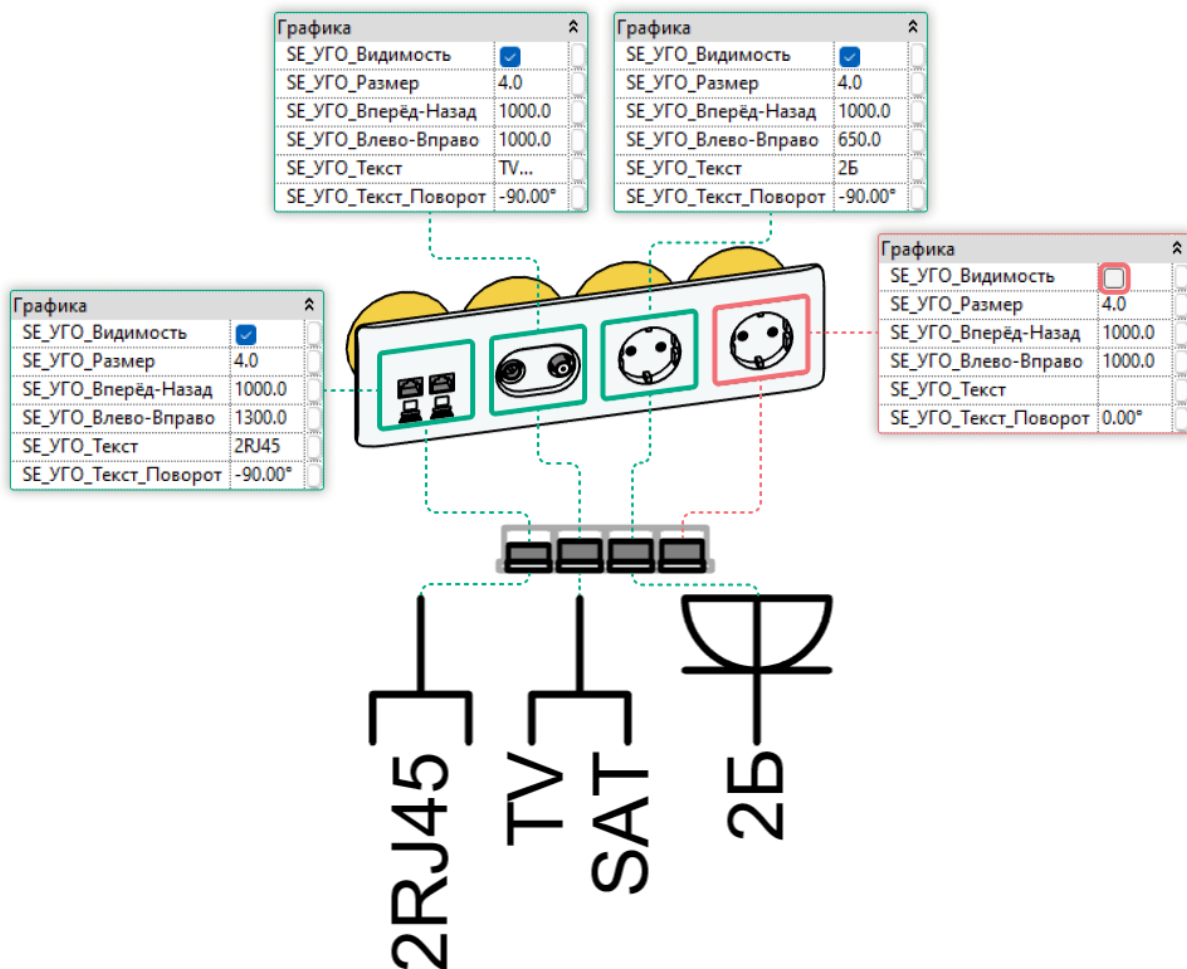 Графика
SE_УГО_Видимость
SE_УГО_Размер 4.0
SE_УГО_Вперёд-Назад 1000.0
SE_УГО_Влево-Вправо 1000.0
SE_УГО_Текст TV...
SE_УГО_Текст_Поворот -90.00°
Графика
SE_УГО_Видимость
SE_УГО_Размер 4.0
SE_УГО_Вперёд-Назад 1000.0
SE_УГО_Влево-Вправо 650.0
SE_УГО_Текст 2Б
SE_УГО_Текст_Поворот -90.00°
Графика
SE_УГО_Видимость
SE_УГО_Размер 4.0
SE_УГО_Вперёд-Назад 1000.0
SE_УГО_Влево-Вправо 1000.0
SE_УГО_Текст
SE_УГО_Текст_Поворот 0.00°
Графика
SE_УГО_Видимость
SE_УГО_Размер 4.0
SE_УГО_Вперёд-Назад 1000.0
SE_УГО_Влево-Вправо 1300.0
SE_УГО_Текст 2RJ45
SE_УГО_Текст_Поворот -90.00°
2RJ45
TV
SAT
2Б